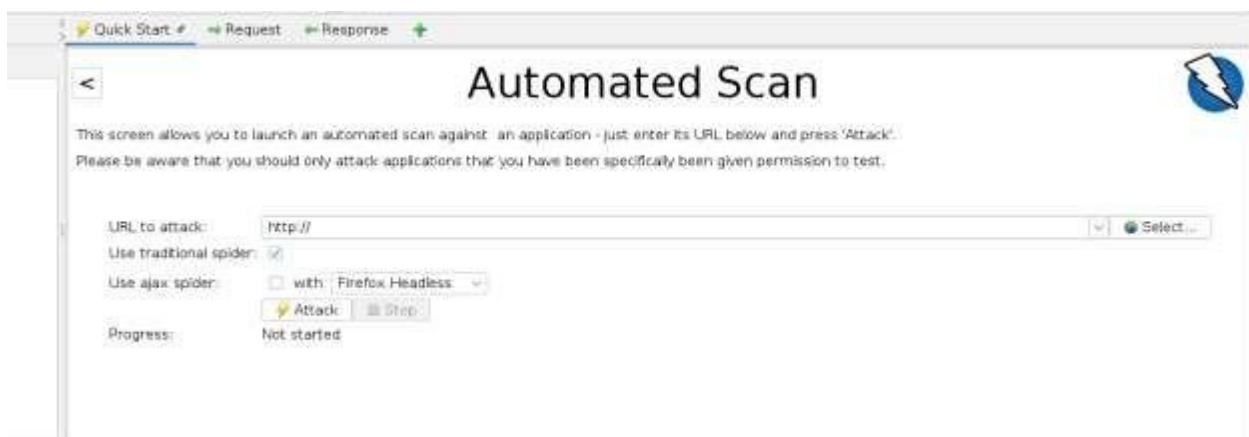 Quick Start Request Response
<
Automated Scan
This screen allows you to launch an automated scan against an application - just enter its URL below and press 'Attack'.
Please be aware that you should only attack applications that you have been specifically been given permission to test.
URL to attack: http:// Select...
Use traditional spider:
Use ajax spider: with Firefox Headless
Attack Stop
Progress: Not started